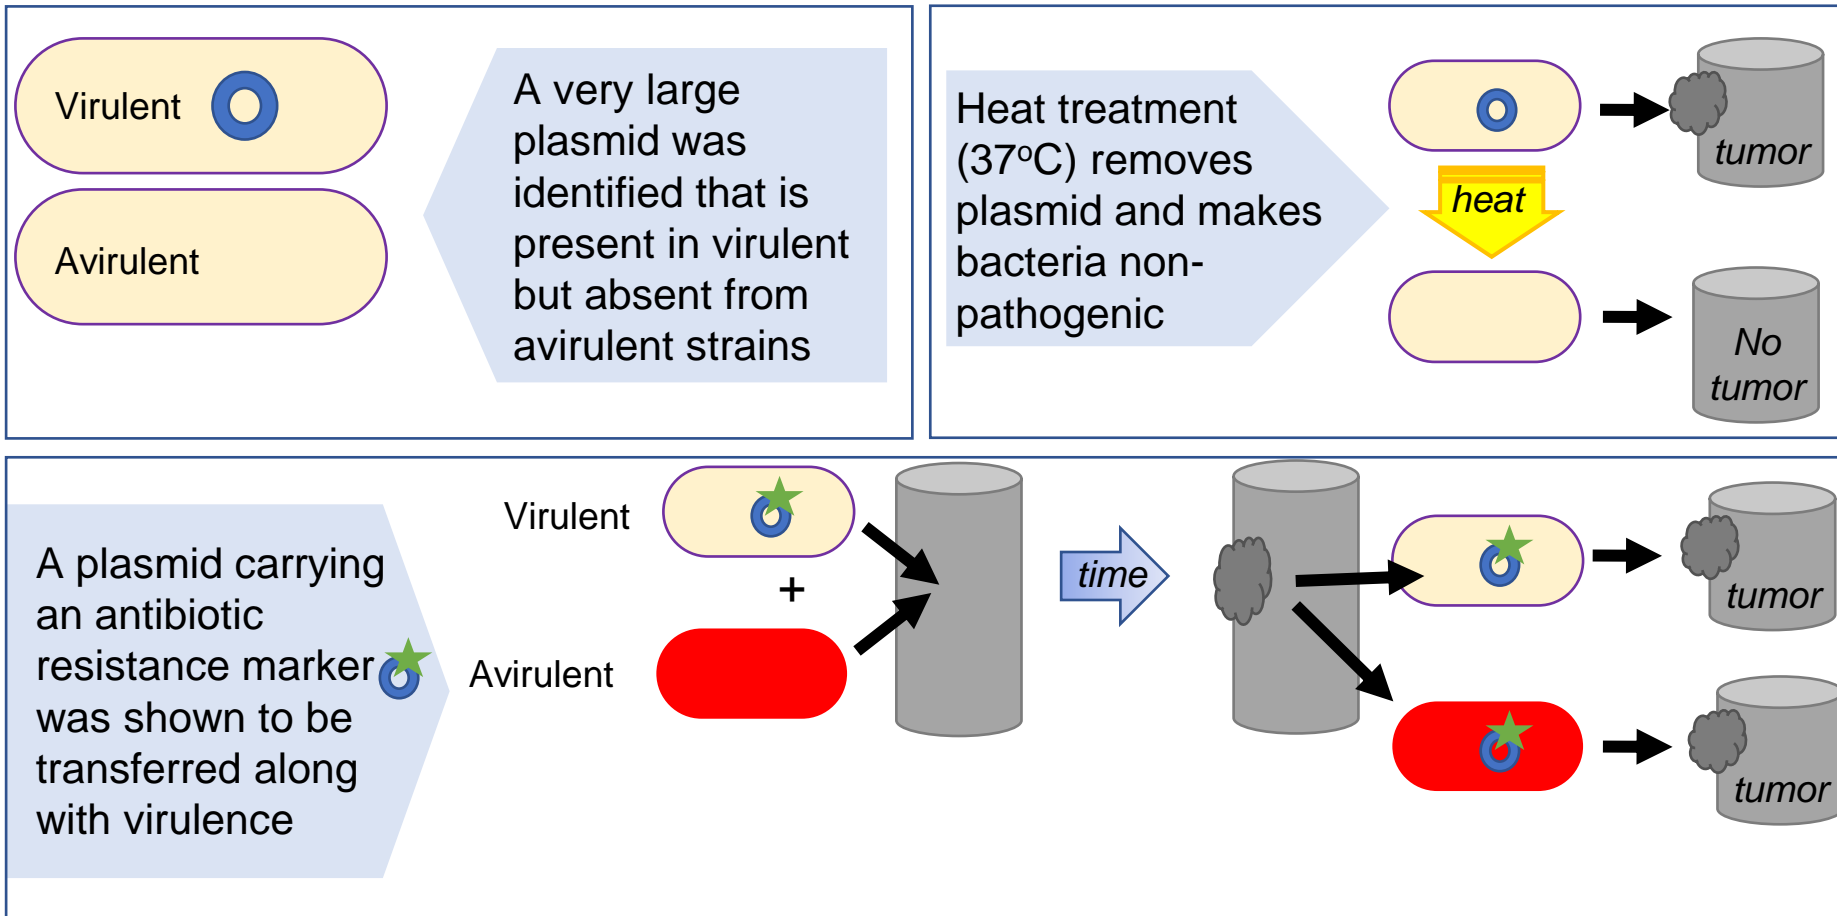 Virulent
Avirulent
A very large
plasmid was
identified that is
present in virulent
but absent from
avirulent strains
Heat treatment
(37oC) removes
plasmid and makes
bacteria non-
pathogenic
tumor
heat
No
tumor
A plasmid carrying
an antibiotic
resistance marker
was shown to be
transferred along
with virulence
Virulent
+
Avirulent
time
tumor
tumor